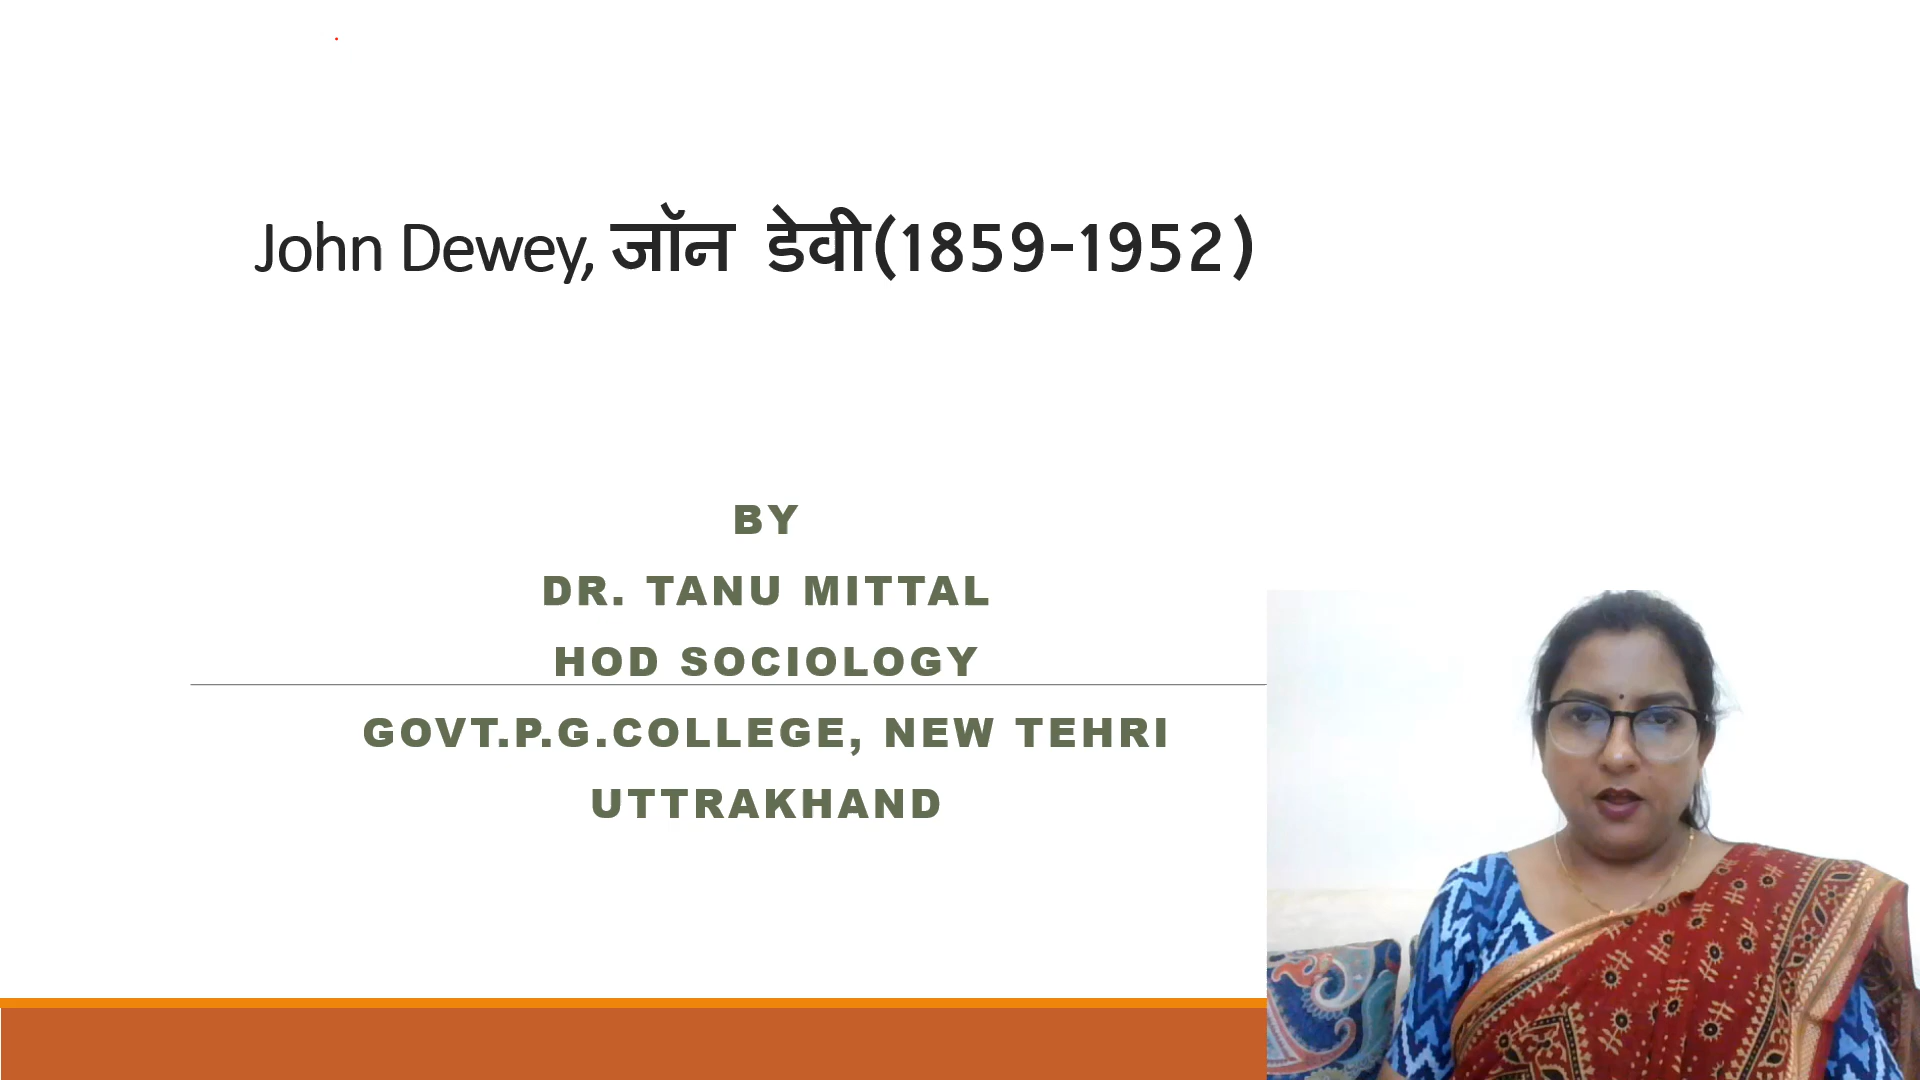 John Dewey, जॉन डेवी(1859-1952)
BY
DR. TANU MITTAL
HOD SOCIOLOGY
GOVT.P.G.COLLEGE, NEW TEHRI
UTTRAKHAND